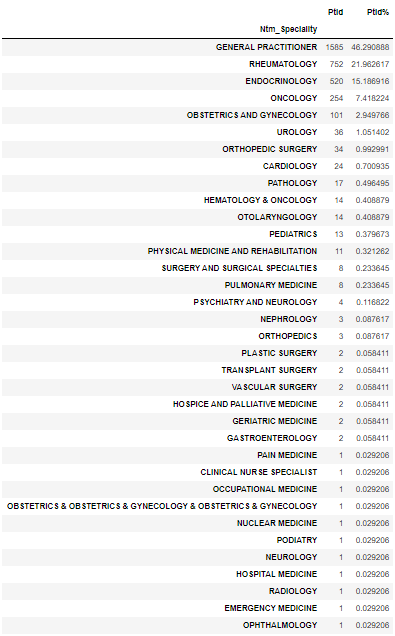 Ptid Ptid%
Ntm_Speciality
GENERAL PRACTITIONER 1585 46.290888
RHEUMATOLOGY 752 21.962617
ENDOCRINOLOGY 520 15.186916
ONCOLOGY 254 7.418224
OBSTETRICS AND GYNECOLOGY 101 2.949766
UROLOGY 36 1.051402
ORTHOPEDIC SURGERY 34 0.992991
CARDIOLOGY 24 0.700935
PATHOLOGY 17 0.496495
HEMATOLOGY & ONCOLOGY 14 0.408879
OTOLARYNGOLOGY 14 0.408879
PEDIATRICS 13 0.379673
PHYSICAL MEDICINE AND REHABILITATION 11 0.321262
SURGERY AND SURGICAL SPECIALTIES 8 0.233645
PULMONARY MEDICINE 8 0.233645
PSYCHIATRY AND NEUROLOGY 4 0.116822
NEPHROLOGY 3 0.087617
ORTHOPEDICS 3 0.087617
PLASTIC SURGERY 2 0.058411
TRANSPLANT SURGERY 2 0.058411
VASCULAR SURGERY 2 0.058411
HOSPICE AND PALLIATIVE MEDICINE 2 0.058411
GERIATRIC MEDICINE 2 0.058411
GASTROENTEROLOGY 2 0.058411
PAIN MEDICINE 1 0.029206
CLINICAL NURSE SPECIALIST 1 0.029206
OCCUPATIONAL MEDICINE 1 0.029206
OBSTETRICS & OBSTETRICS & GYNECOLOGY & OBSTETRICS & GYNECOLOGY 1 0.029206
NUCLEAR MEDICINE 1 0.029206
PODIATRY 1 0.029206
NEUROLOGY 1 0.029206
HOSPITAL MEDICINE 1 0.029206
RADIOLOGY 1 0.029206
EMERGENCY MEDICINE 1 0.029206
OPHTHALMOLOGY 1 0.029206